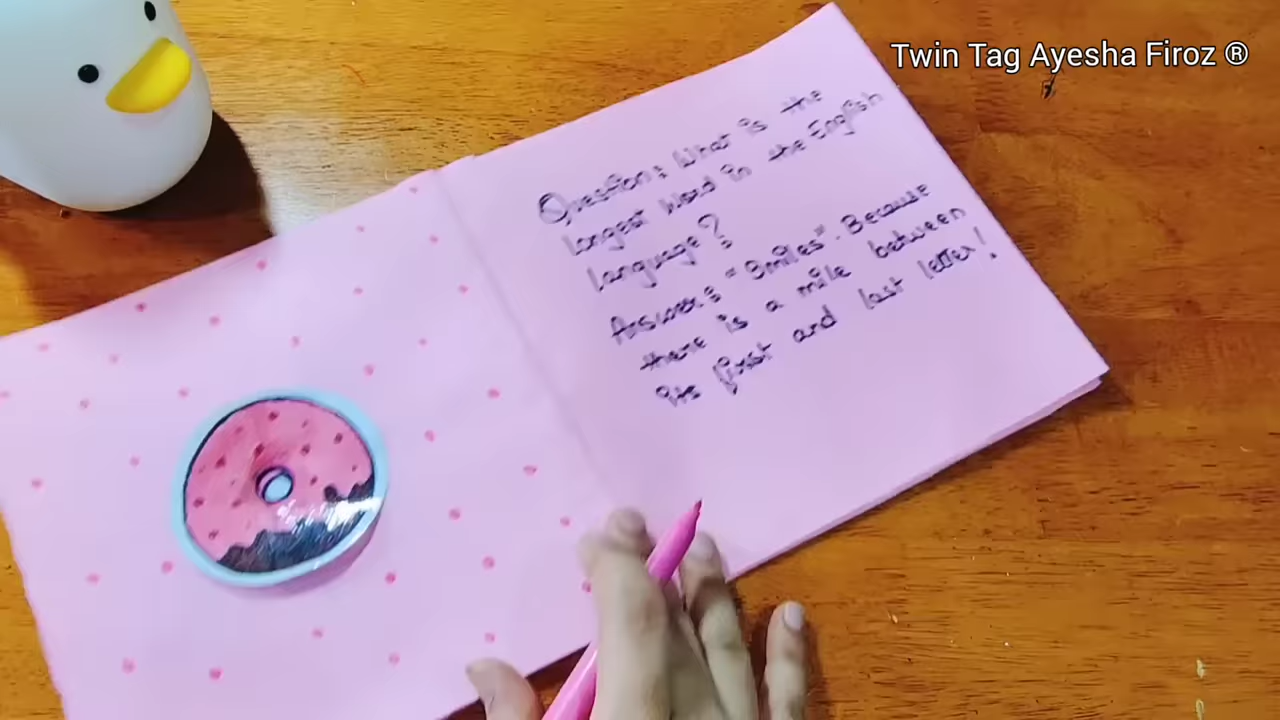 Twin Tag Ayesha Firoz ®
Question: What is the
longest word in the English
language?
Answer: "Smiles". Because
there is a mile between
its first and last letter!